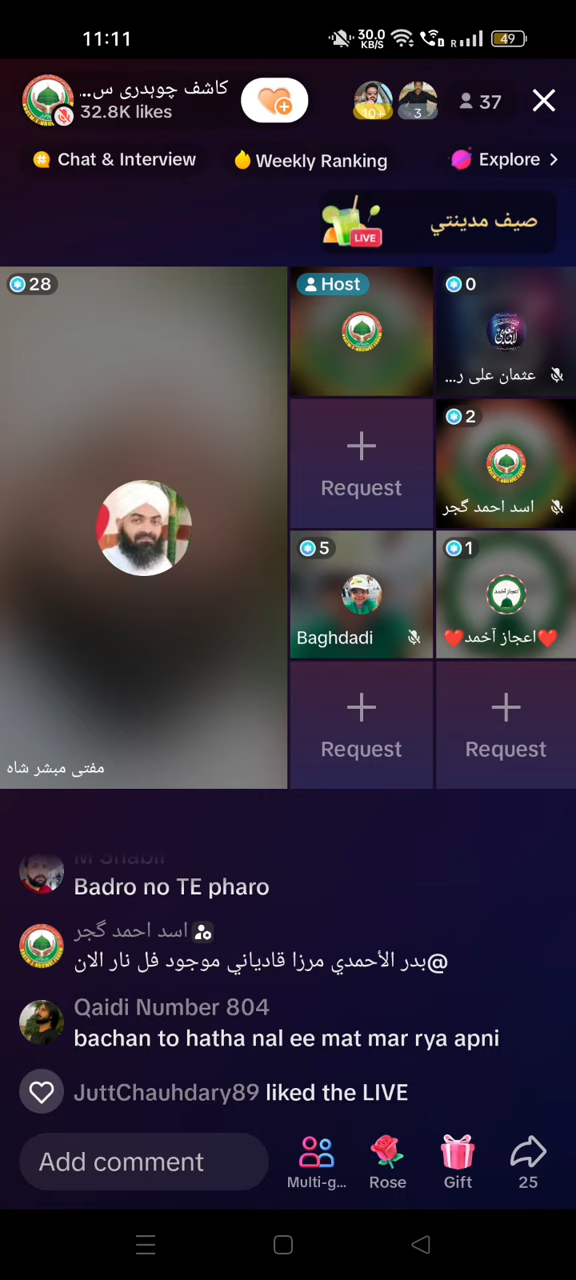 11:11
30.0
KB/S
R
49
کاشف چوہدری س...
32.8K likes
10+
3
37
Chat & Interview
Weekly Ranking
Explore
صيف مدينتي
LIVE
28
Host
0
عثمان علی ر...
Request
2
اسد احمد گجر
5
Baghdadi
1
❤️اعجاز آخمد❤️
Request
Request
مفتی مبشر شاہ
M Shabir
Badro no TE pharo
اسد احمد گجر
@بدر الأحمدي مرزا قادياني موجود فل نار الان
Qaidi Number 804
bachan to hatha nal ee mat mar rya apni
JuttChauhdary89 liked the LIVE
Add comment
Multi-g...
Rose
Gift
25